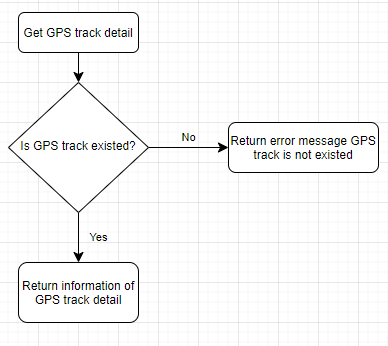 Get GPS track detail
Is GPS track existed?
No
Return error message GPS
track is not existed
Yes
Return information of
GPS track detail